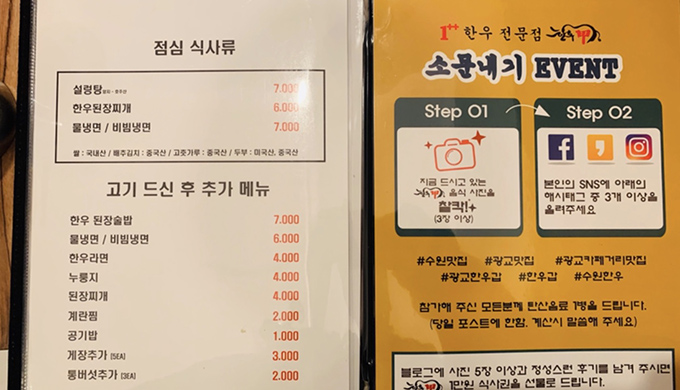 점심 식사류
설렁탕 7.000
한우된장찌개 6.000
물냉면 / 비빔냉면 7.000
쌀 : 국내산 / 배추김치 : 중국산 / 고춧가루 : 중국산 / 두부 : 미국산, 중국산
고기 드신 후 추가 메뉴
한우 된장술밥 7.000
물냉면 / 비빔냉면 6.000
한우라면 4.000
누룽지 4.000
된장찌개 4.000
계란찜 2.000
공기밥 1.000
게장추가 [5EA] 3.000
통버섯추가 [3EA] 2.000
1++ 한우 전문점 한우갑
소문내기 EVENT
Step 01
지금 드시고 있는
한우갑 음식 사진을
찰칵!
(3장 이상)
Step 02
본인의 SNS에 아래의
해시태그 중 3개 이상을
올려주세요
#수원맛집 #광교맛집 #광교카페거리맛집
#광교한우갑 #한우갑 #수원한우
참가해 주신 모든분께 탄산음료 1병을 드립니다.
(당일 포스트에 한함. 계산시 말씀해 주세요)
블로그에 사진 5장 이상과 정성스런 후기를 남겨 주시면
한우갑 1만원 식사권을 선물로 드립니다.